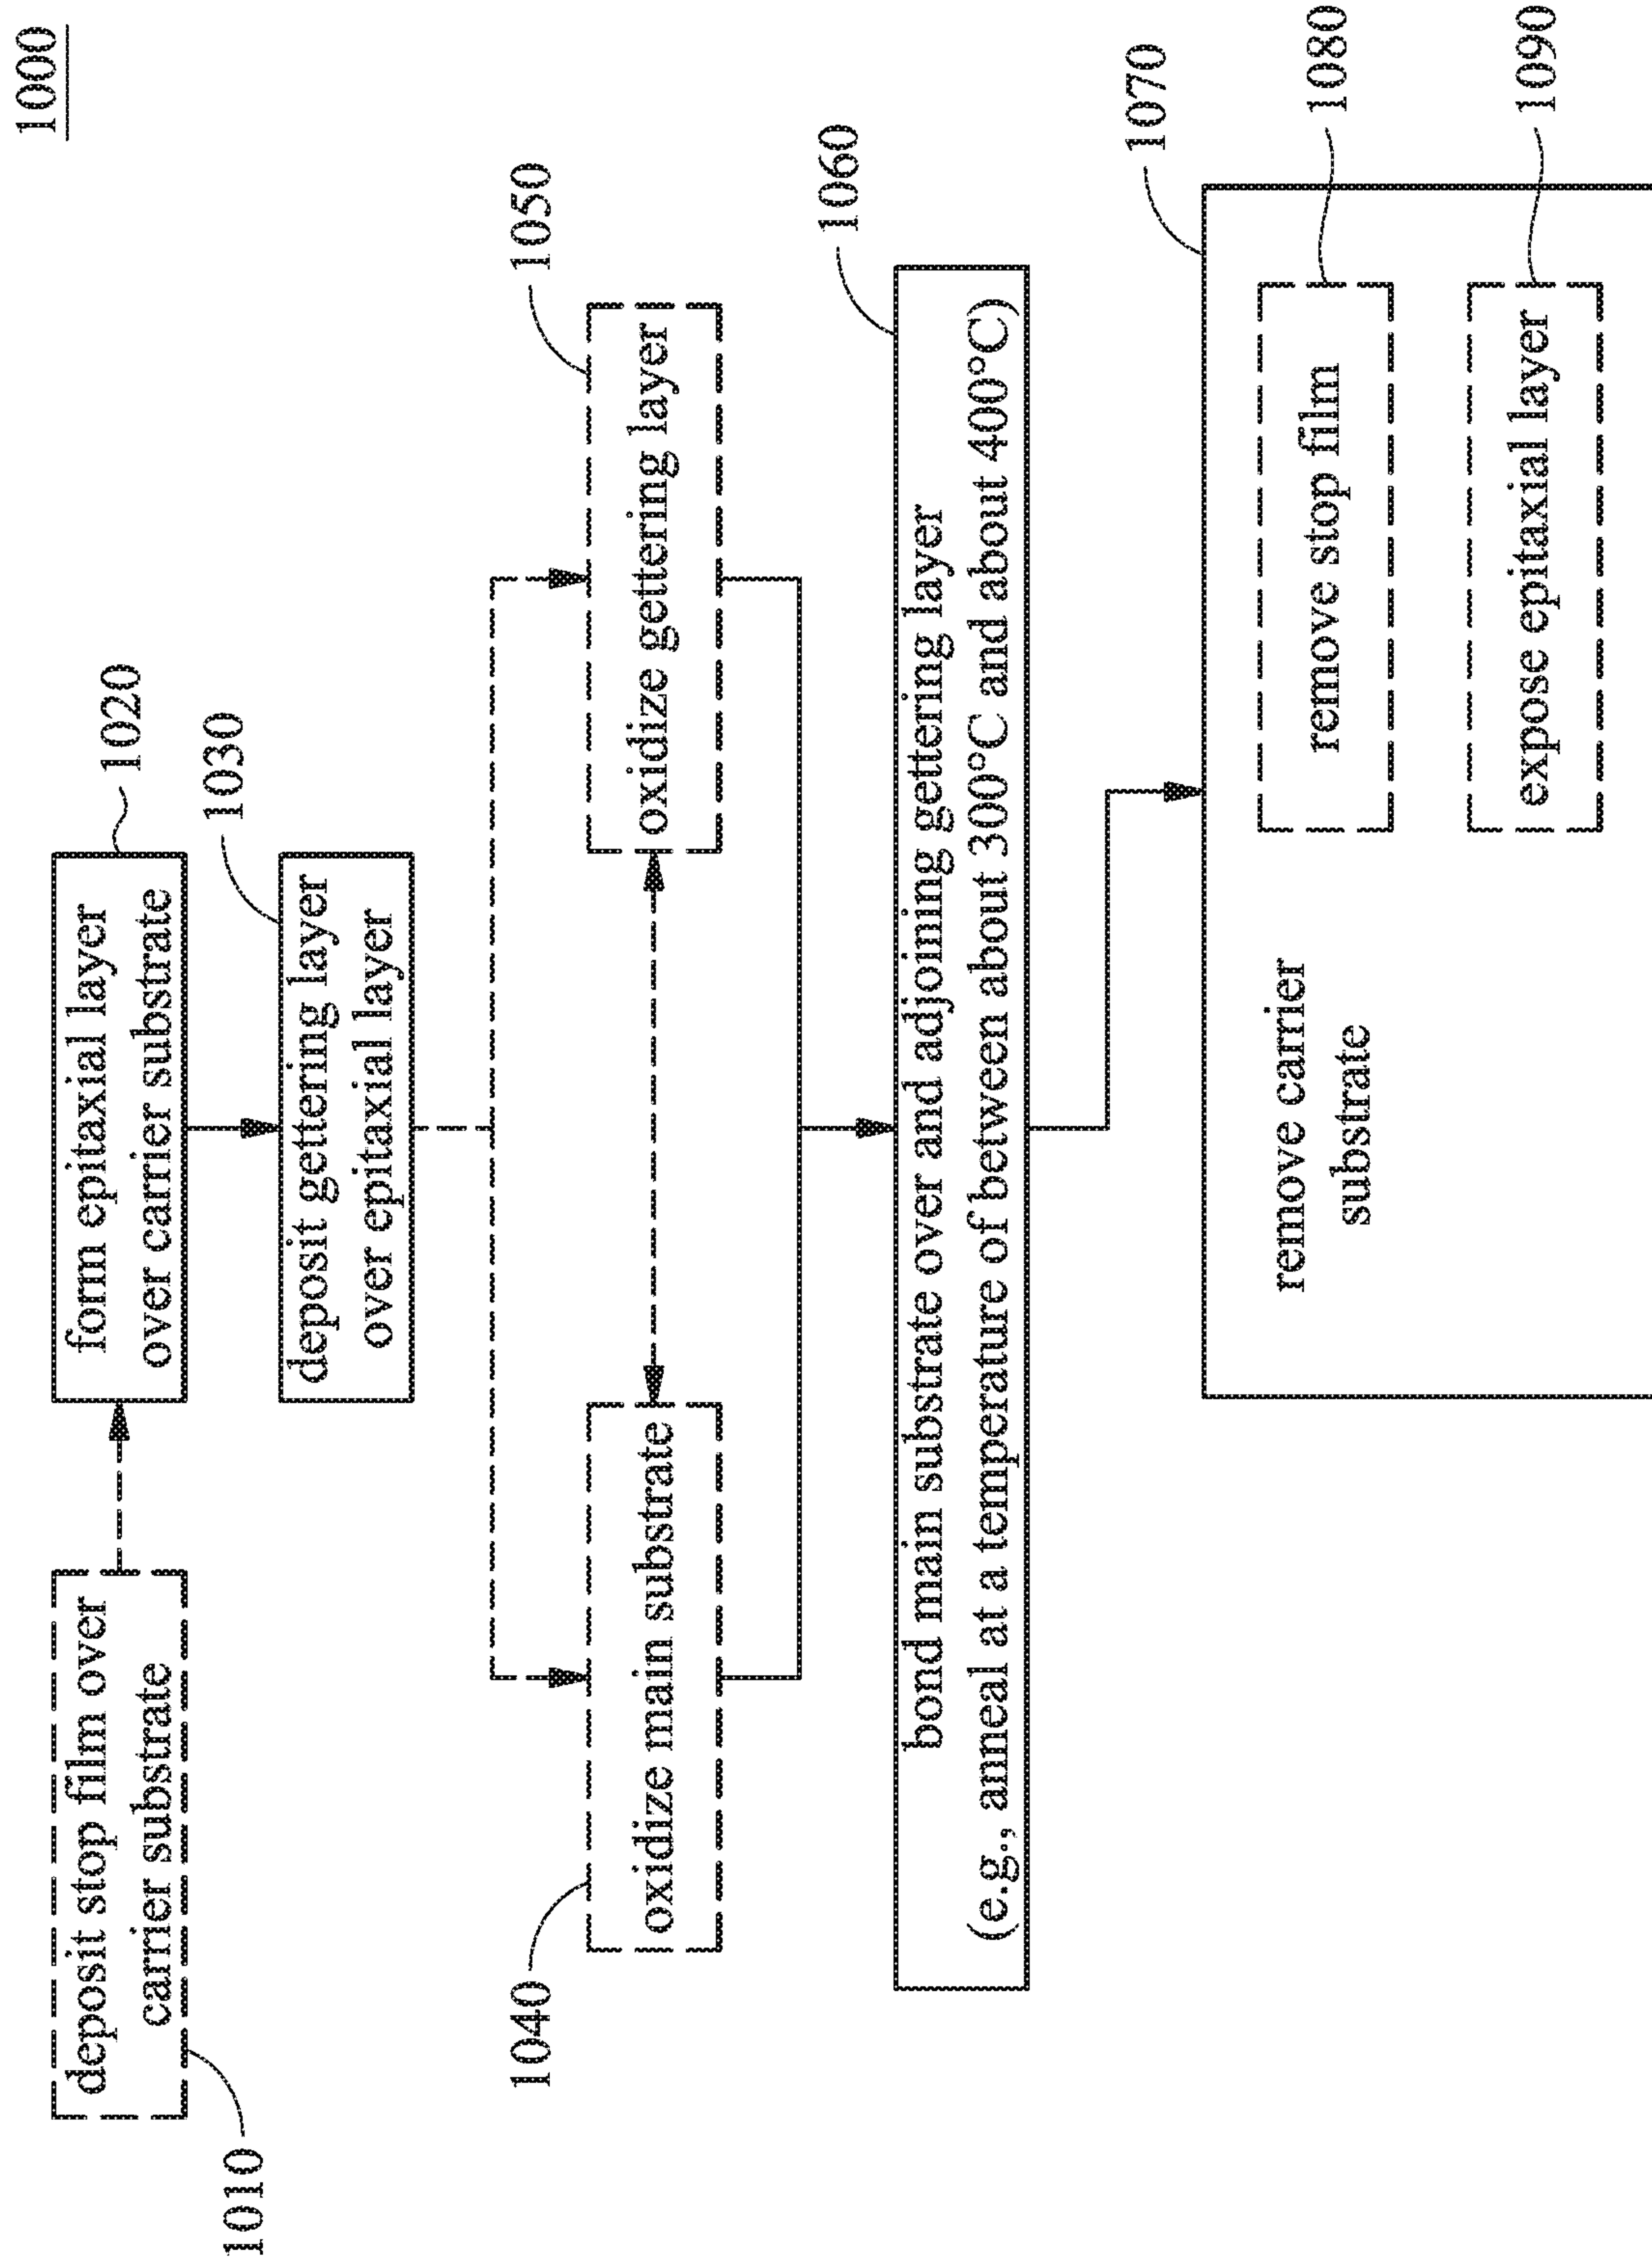 1000
deposit stop film over
carrier substrate
1010
form epitaxial layer
over carrier substrate
1020
deposit gettering layer
over epitaxial layer
1030
oxidize main substrate
1040
oxidize gettering layer
1050
bond main substrate over and adjoining gettering layer
(e.g., anneal at a temperature of between about 300°C and about 400°C)
1060
remove carrier
substrate
1070
remove stop film
1080
expose epitaxial layer
1090